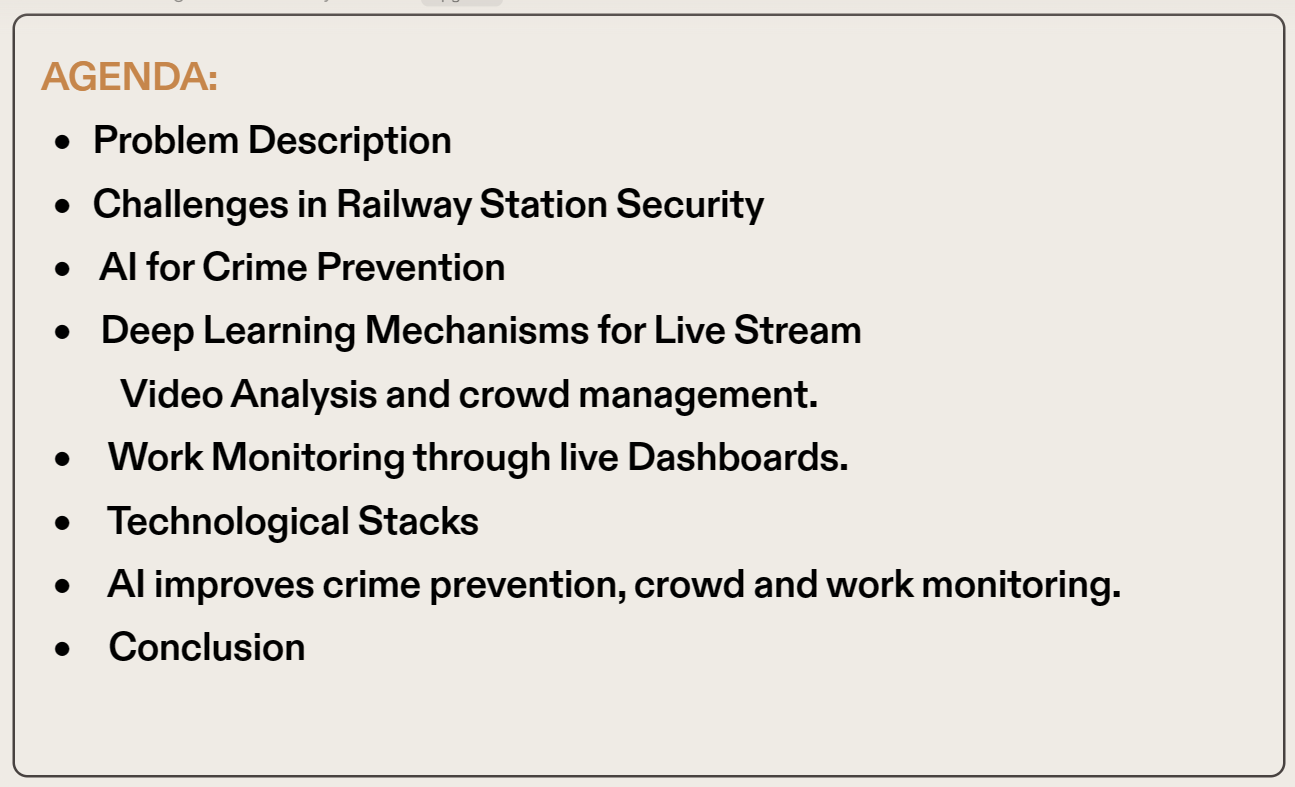 AGENDA:
• Problem Description
• Challenges in Railway Station Security
• AI for Crime Prevention
• Deep Learning Mechanisms for Live Stream
Video Analysis and crowd management.
• Work Monitoring through live Dashboards.
• Technological Stacks
• AI improves crime prevention, crowd and work monitoring.
• Conclusion